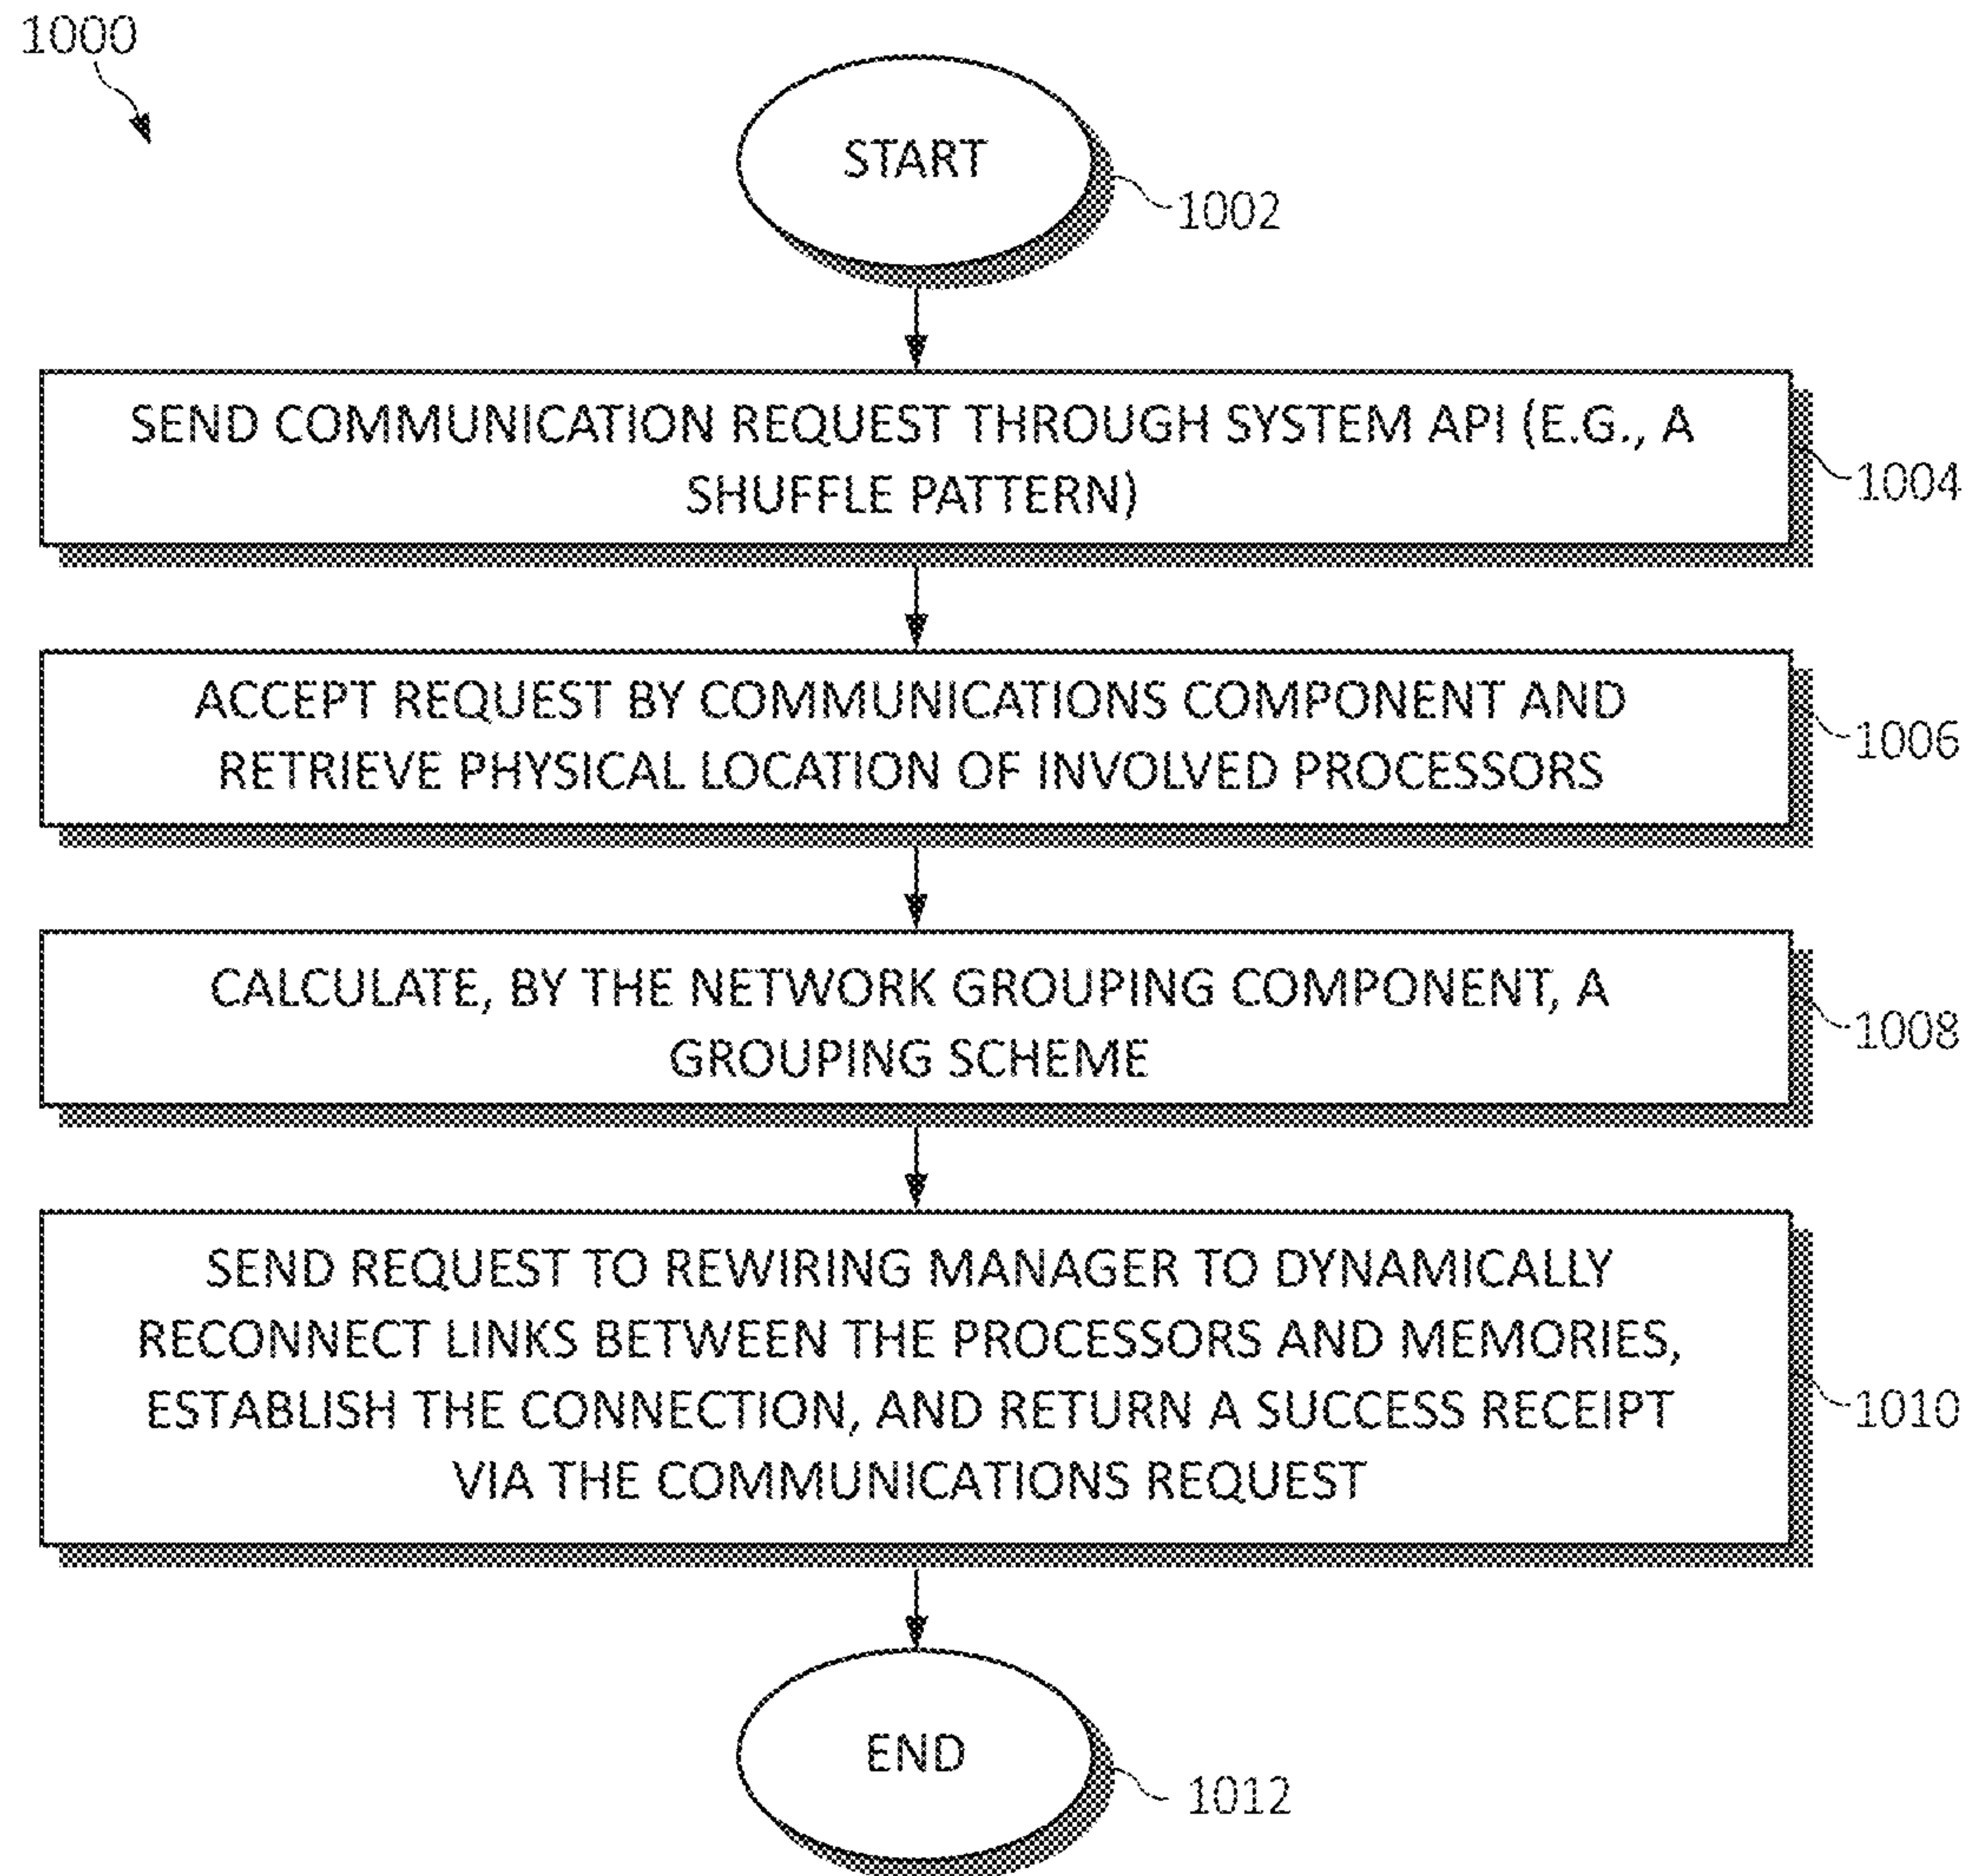 1000
START
1002
SEND COMMUNICATION REQUEST THROUGH SYSTEM API (E.G., A
SHUFFLE PATTERN)
1004
ACCEPT REQUEST BY COMMUNICATIONS COMPONENT AND
RETRIEVE PHYSICAL LOCATION OF INVOLVED PROCESSORS
1006
CALCULATE, BY THE NETWORK GROUPING COMPONENT, A
GROUPING SCHEME
1008
SEND REQUEST TO REWIRING MANAGER TO DYNAMICALLY
RECONNECT LINKS BETWEEN THE PROCESSORS AND MEMORIES,
ESTABLISH THE CONNECTION, AND RETURN A SUCCESS RECEIPT
VIA THE COMMUNICATIONS REQUEST
1010
END
1012